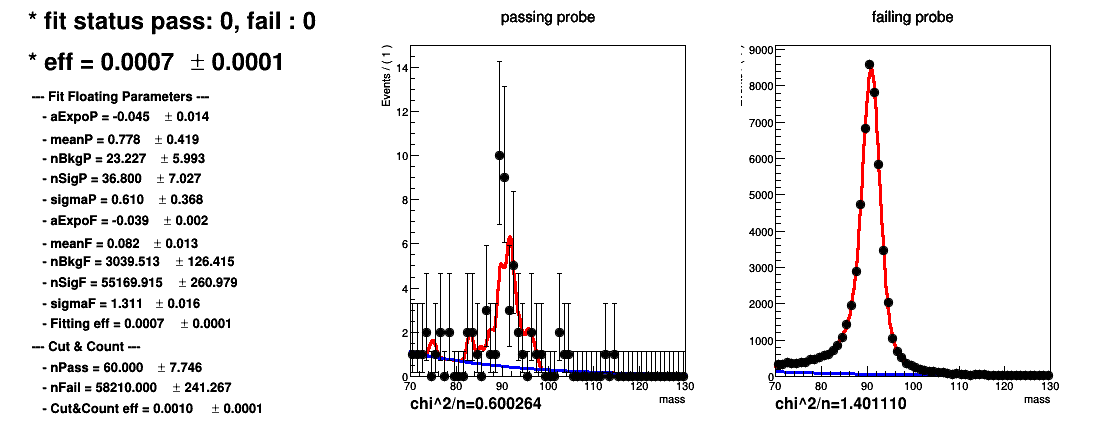 * fit status pass: 0, fail : 0
* eff = 0.0007 ± 0.0001
--- Fit Floating Parameters ---
- aExpoP = -0.045 ± 0.014
- meanP = 0.778 ± 0.419
- nBkgP = 23.227 ± 5.993
- nSigP = 36.800 ± 7.027
- sigmaP = 0.610 ± 0.368
- aExpoF = -0.039 ± 0.002
- meanF = 0.082 ± 0.013
- nBkgF = 3039.513 ± 126.415
- nSigF = 55169.915 ± 260.979
- sigmaF = 1.311 ± 0.016
- Fitting eff = 0.0007 ± 0.0001
--- Cut & Count ---
- nPass = 60.000 ± 7.746
- nFail = 58210.000 ± 241.267
- Cut&Count eff = 0.0010 ± 0.0001
passing probe
Events / ( 1 )
14
12
10
8
6
4
2
0
70 80 90 100 110 120 130
mass
chi^2/n=0.600264
failing probe
9000
8000
7000
6000
5000
4000
3000
2000
1000
0
70 80 90 100 110 120 130
mass
chi^2/n=1.401110